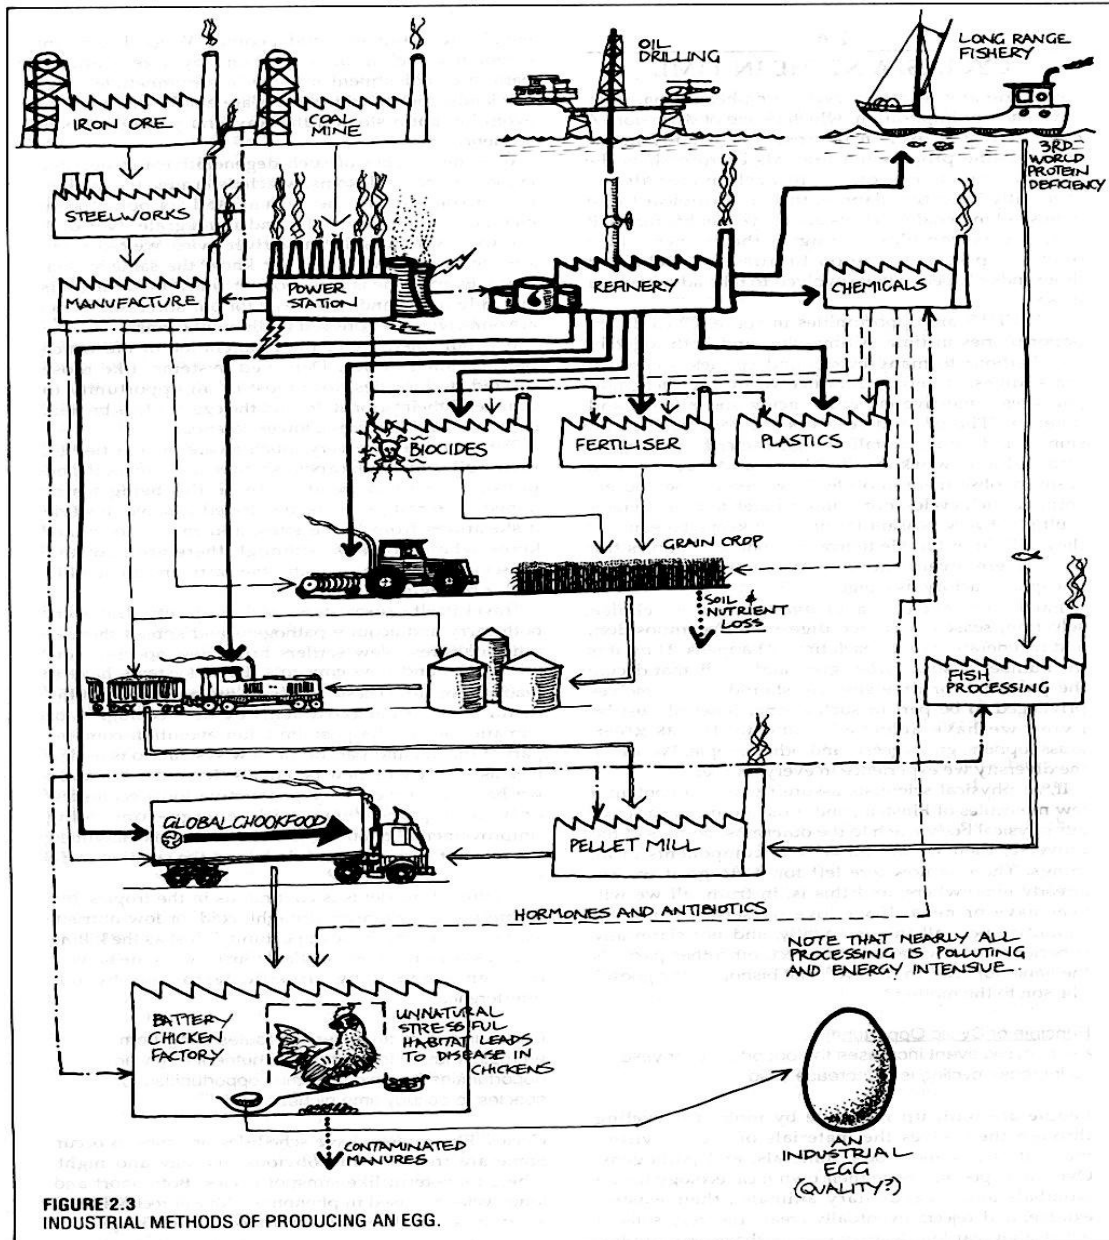 OIL
DRILLING
LONG RANGE
FISHERY
IRON ORE
COAL
MINE
3RD-
WORLD
PROTEIN
DEFICIENCY
STEELWORKS
MANUFACTURE
POWER
STATION
REFINERY
CHEMICALS
BIOCIDES
FERTILISER
PLASTICS
GRAIN CROP
SOIL &
NUTRIENT
LOSS
FISH
PROCESSING
GLOBAL CHOOKFOOD
PELLET MILL
HORMONES AND ANTIBIOTICS
NOTE THAT NEARLY ALL
PROCESSING IS POLLUTING
AND ENERGY INTENSIVE.
BATTERY
CHICKEN
FACTORY
UNNATURAL
STRESSFUL
HABITAT LEADS
TO DISEASE IN
CHICKENS
CONTAMINATED
MANURES
AN
INDUSTRIAL
EGG
(QUALITY?)
FIGURE 2.3
INDUSTRIAL METHODS OF PRODUCING AN EGG.